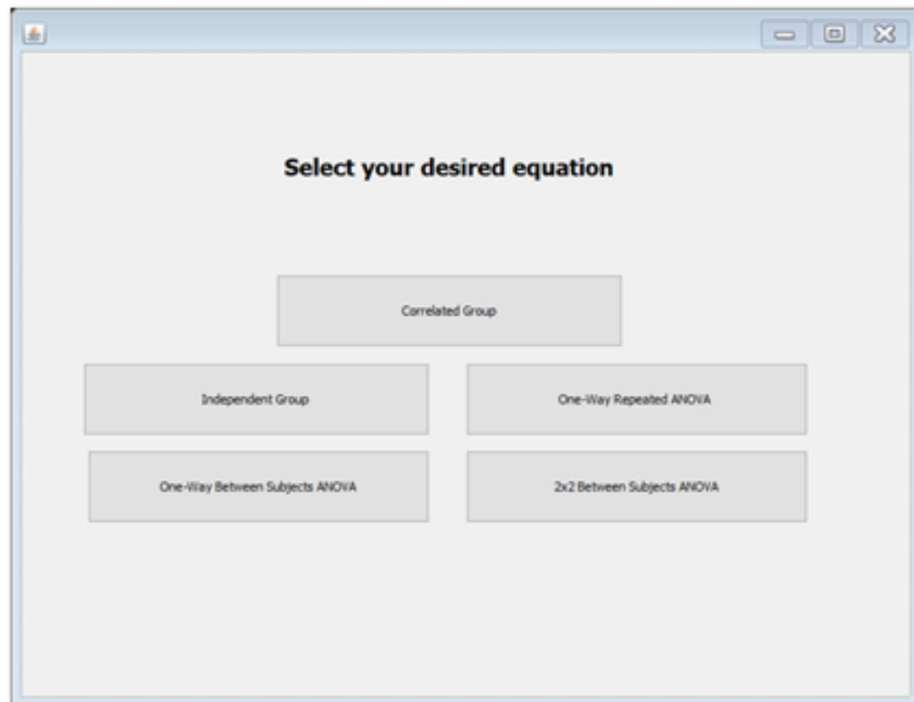 Select your desired equation
Correlated Group
Independent Group
One-Way Repeated ANOVA
One-Way Between Subjects ANOVA
2x2 Between Subjects ANOVA